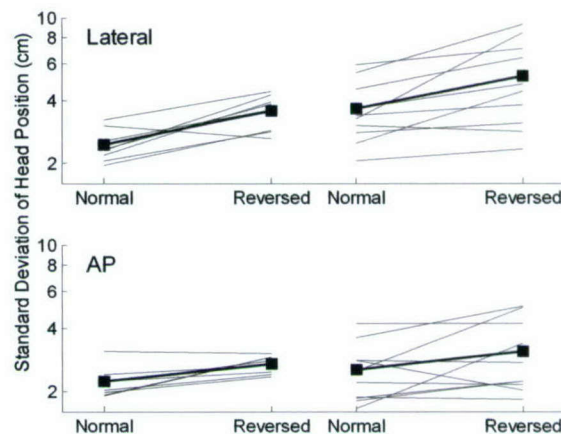 Standard Deviation of Head Position (cm)
Lateral
10
8
6
4
2
Normal Reversed Normal Reversed
AP
10
8
6
4
2
Normal Reversed Normal Reversed